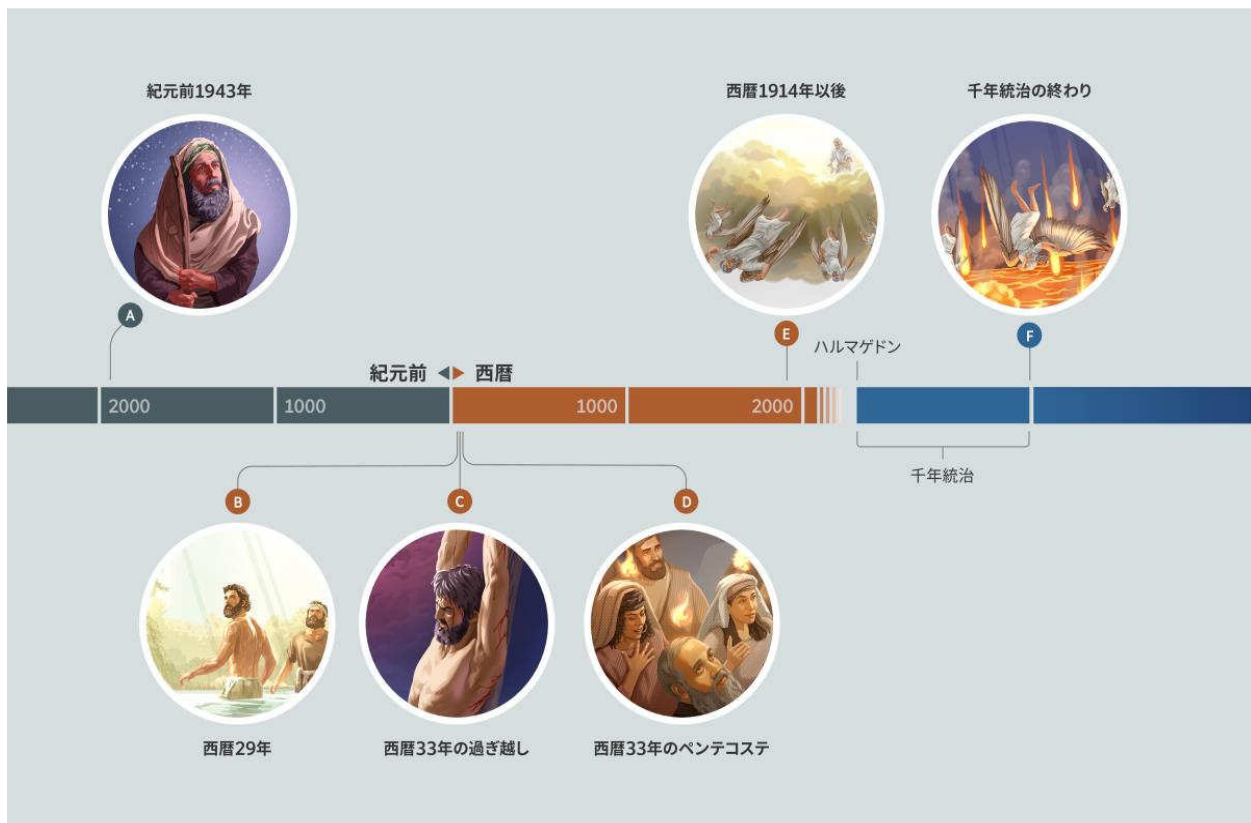 紀元前1943年
西暦1914年以後
千年統治の終わり
A
E
F
ハルマゲドン
紀元前
西暦
2000
1000
1000
2000
千年統治
B
C
D
西暦29年
西暦33年の過ぎ越し
西暦33年のペンテコステ